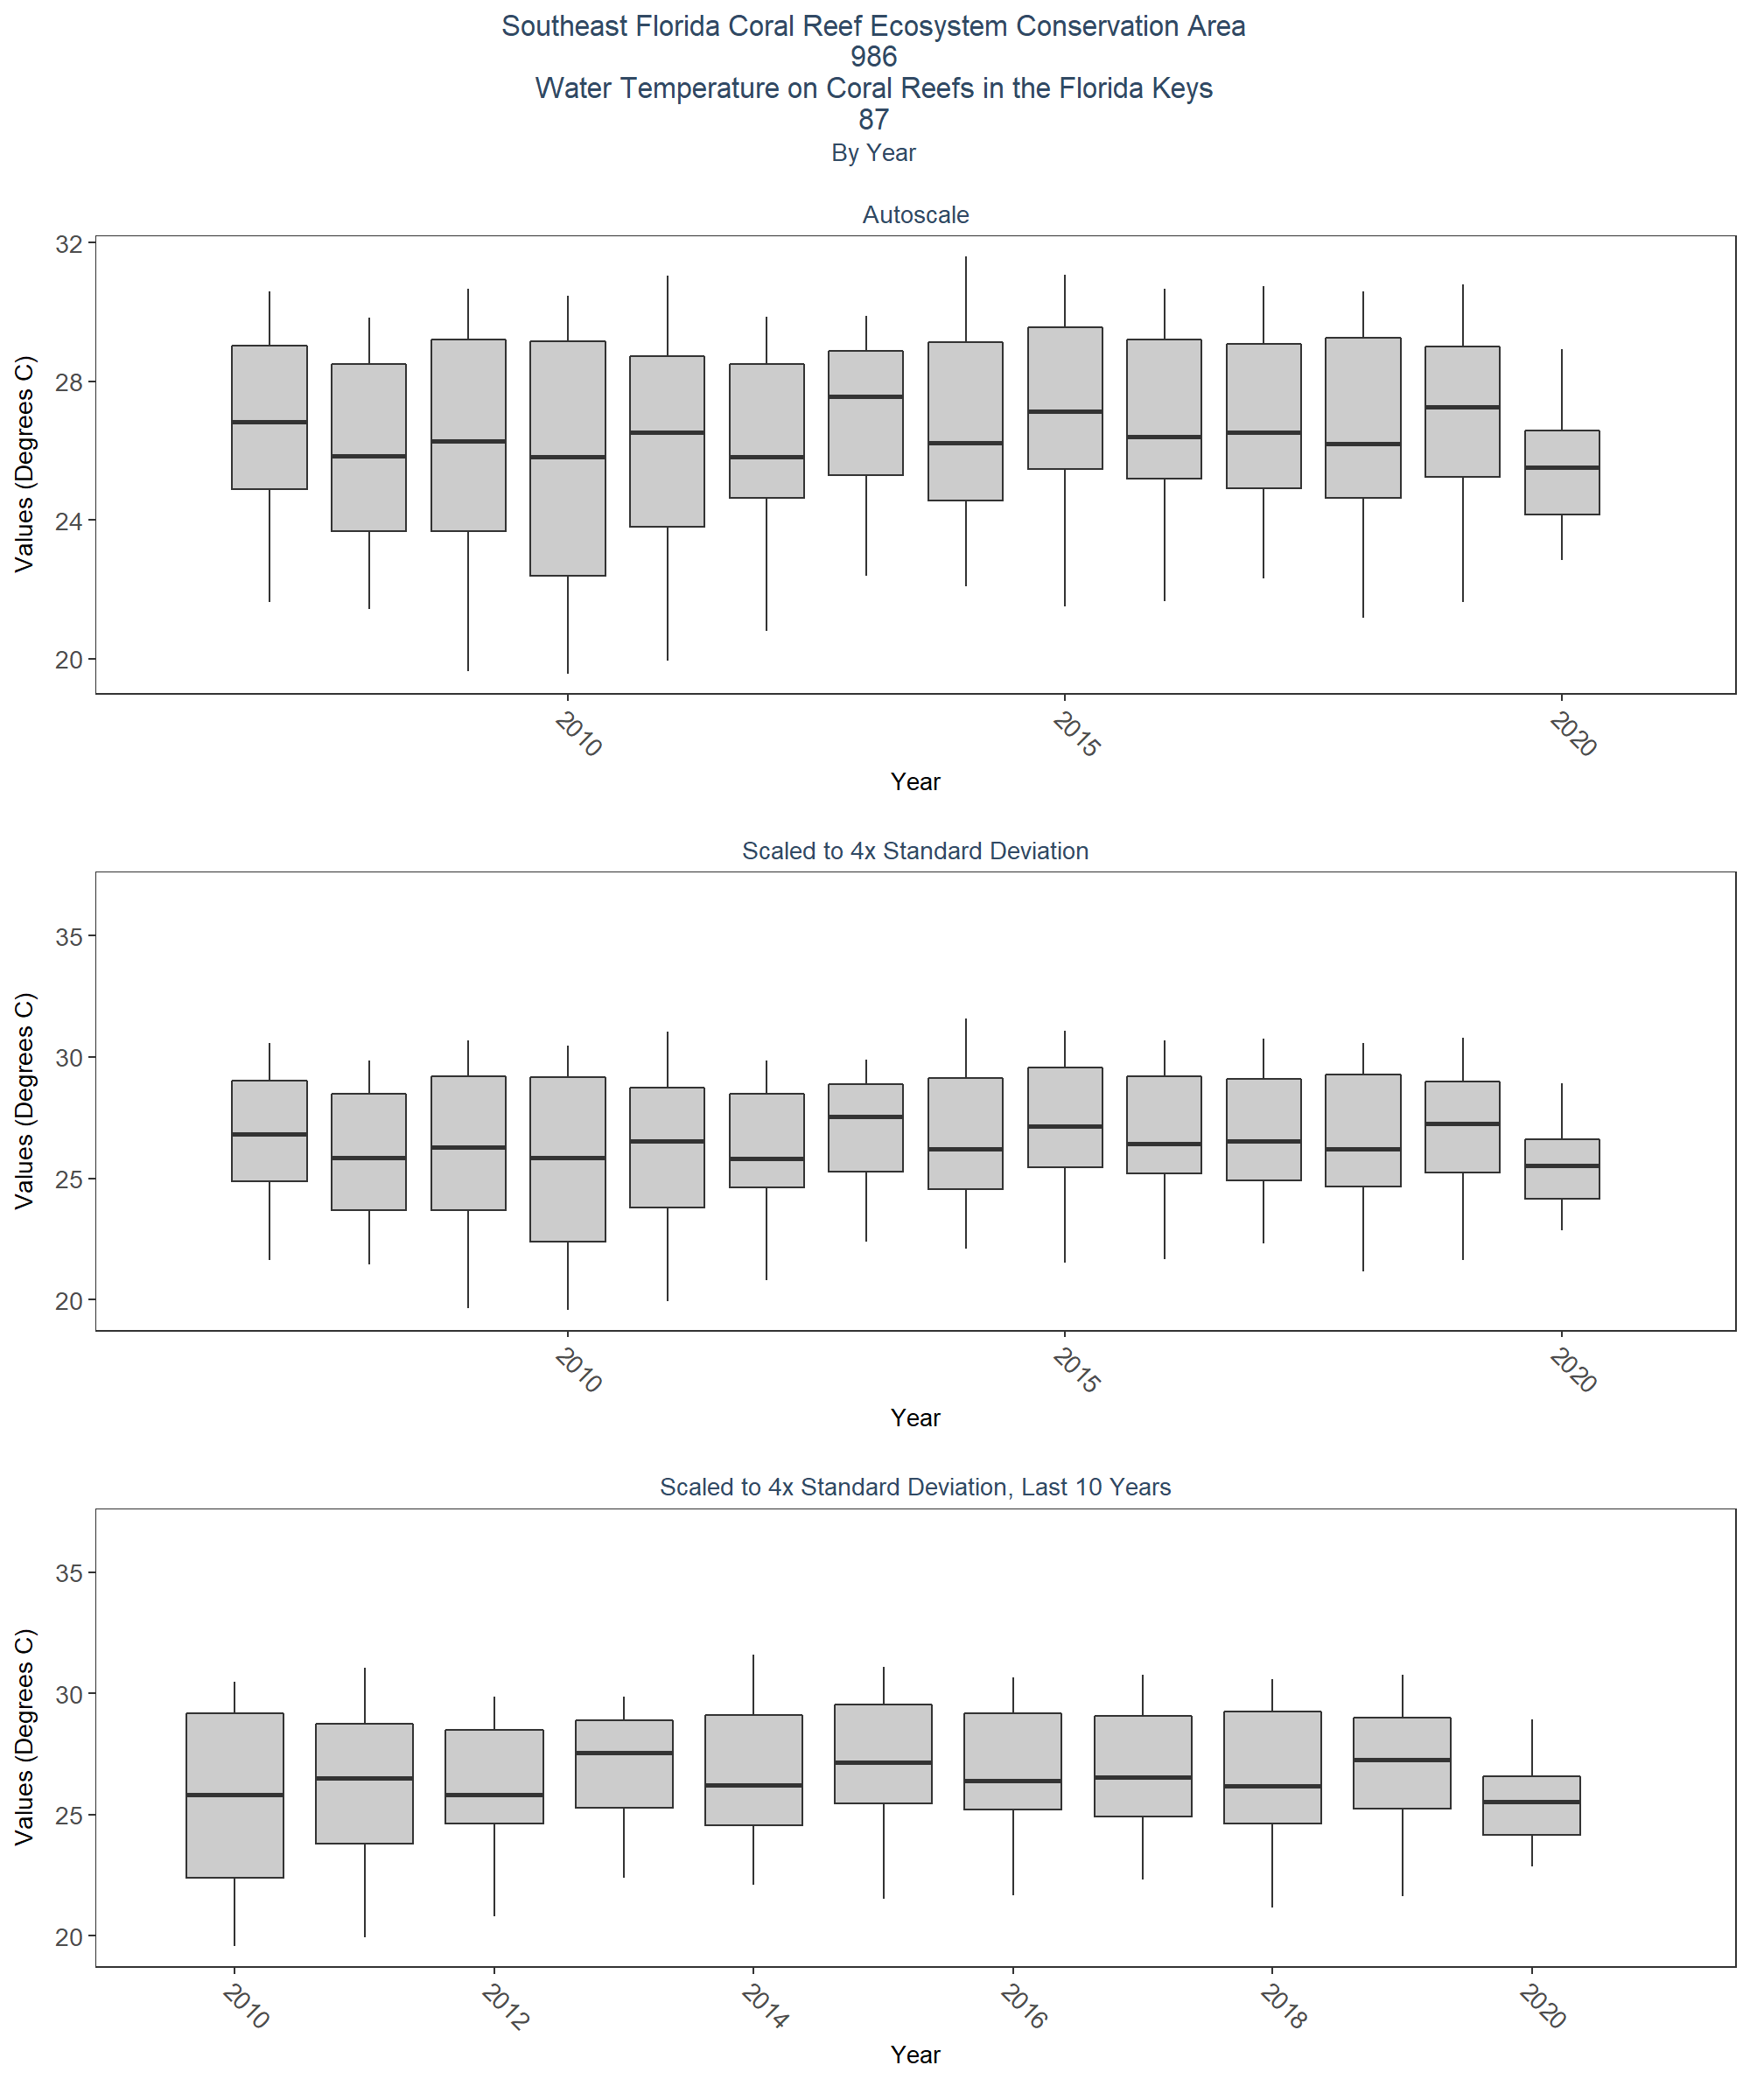 Southeast Florida Coral Reef Ecosystem Conservation Area
986
Water Temperature on Coral Reefs in the Florida Keys
87
By Year
Autoscale
Values (Degrees C)
32
28
24
20
2010
2015
2020
Year
Scaled to 4x Standard Deviation
Values (Degrees C)
35
30
25
20
2010
2015
2020
Year
Scaled to 4x Standard Deviation, Last 10 Years
Values (Degrees C)
35
30
25
20
2010
2012
2014
2016
2018
2020
Year